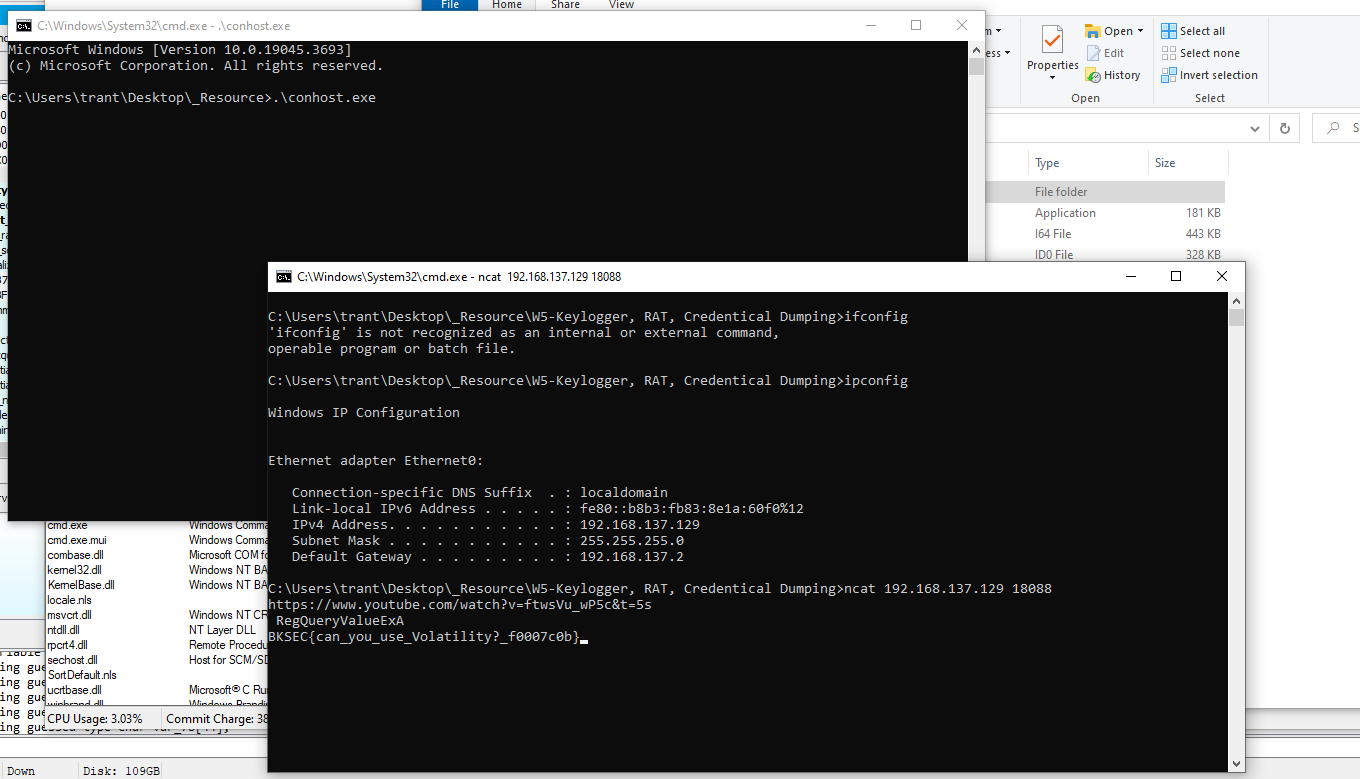 File Home Share View
C:\Windows\System32\cmd.exe - .\conhost.exe
Microsoft Windows [Version 10.0.19045.3693]
(c) Microsoft Corporation. All rights reserved.
C:\Users\trant\Desktop\_Resource>.\conhost.exe
Properties
Open
Edit
History
Open
Select all
Select none
Invert selection
Select
Type Size
File folder
Application 181 KB
I64 File 443 KB
ID0 File 328 KB
C:\Windows\System32\cmd.exe - ncat 192.168.137.129 18088
C:\Users\trant\Desktop\_Resource\W5-Keylogger, RAT, Credentical Dumping>ifconfig
'ifconfig' is not recognized as an internal or external command,
operable program or batch file.
C:\Users\trant\Desktop\_Resource\W5-Keylogger, RAT, Credentical Dumping>ipconfig
Windows IP Configuration
Ethernet adapter Ethernet0:
Connection-specific DNS Suffix . : localdomain
Link-local IPv6 Address . . . . . : fe80::b8b3:fb83:8e1a:60f0%12
IPv4 Address. . . . . . . . . . . : 192.168.137.129
Subnet Mask . . . . . . . . . . . : 255.255.255.0
Default Gateway . . . . . . . . . : 192.168.137.2
C:\Users\trant\Desktop\_Resource\W5-Keylogger, RAT, Credentical Dumping>ncat 192.168.137.129 18088
https://www.youtube.com/watch?v=ftwsVu_wP5c&t=5s
RegQueryValueExA
BKSEC{can_you_use_Volatility?_f0007c0b}
cmd.exe Windows Comma
cmd.exe.mui Windows Comma
combase.dll Microsoft COM fo
kernel32.dll Windows NT BA
KernelBase.dll Windows NT BA
locale.nls
msvcrt.dll Windows NT CR
ntdll.dll NT Layer DLL
rpcrt4.dll Remote Procedu
sechost.dll Host for SCM/SD
SortDefault.nls
ucrtbase.dll Microsoft® C Run
CPU Usage: 3.03% Commit Charge: 38
Down Disk: 109GB